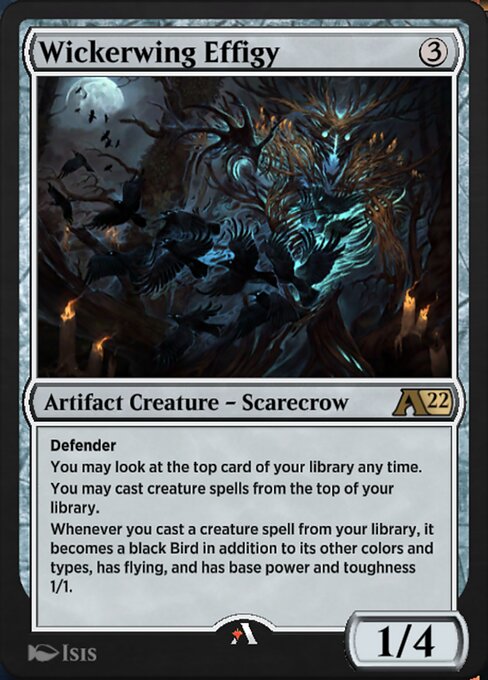 Wickerwing Effigy 3
Artifact Creature – Scarecrow A22
Defender
You may look at the top card of your library any time.
You may cast creature spells from the top of your
library.
Whenever you cast a creature spell from your library, it
becomes a black Bird in addition to its other colors and
types, has flying, and has base power and toughness
1/1.
1/4
Isis